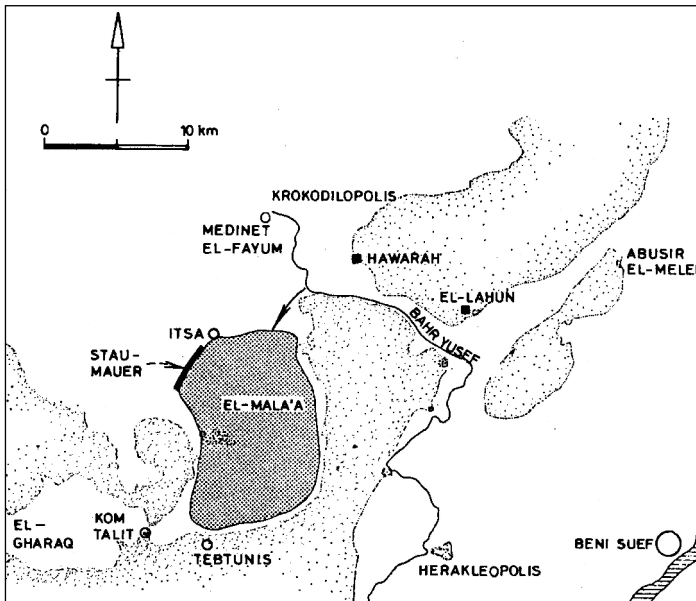 0
10 km
KROKODILOPOLIS
MEDINET
EL-FAYUM
HAWARAH
ABUSIR
EL-MELEK
EL-LAHUN
BAHR YUSEF
ITSA
STAU-
MAUER
EL-MALA'A
EL-
GHARAQ
KOM
TALIT
TEBTUNIS
HERAKLEOPOLIS
BENI SUEF